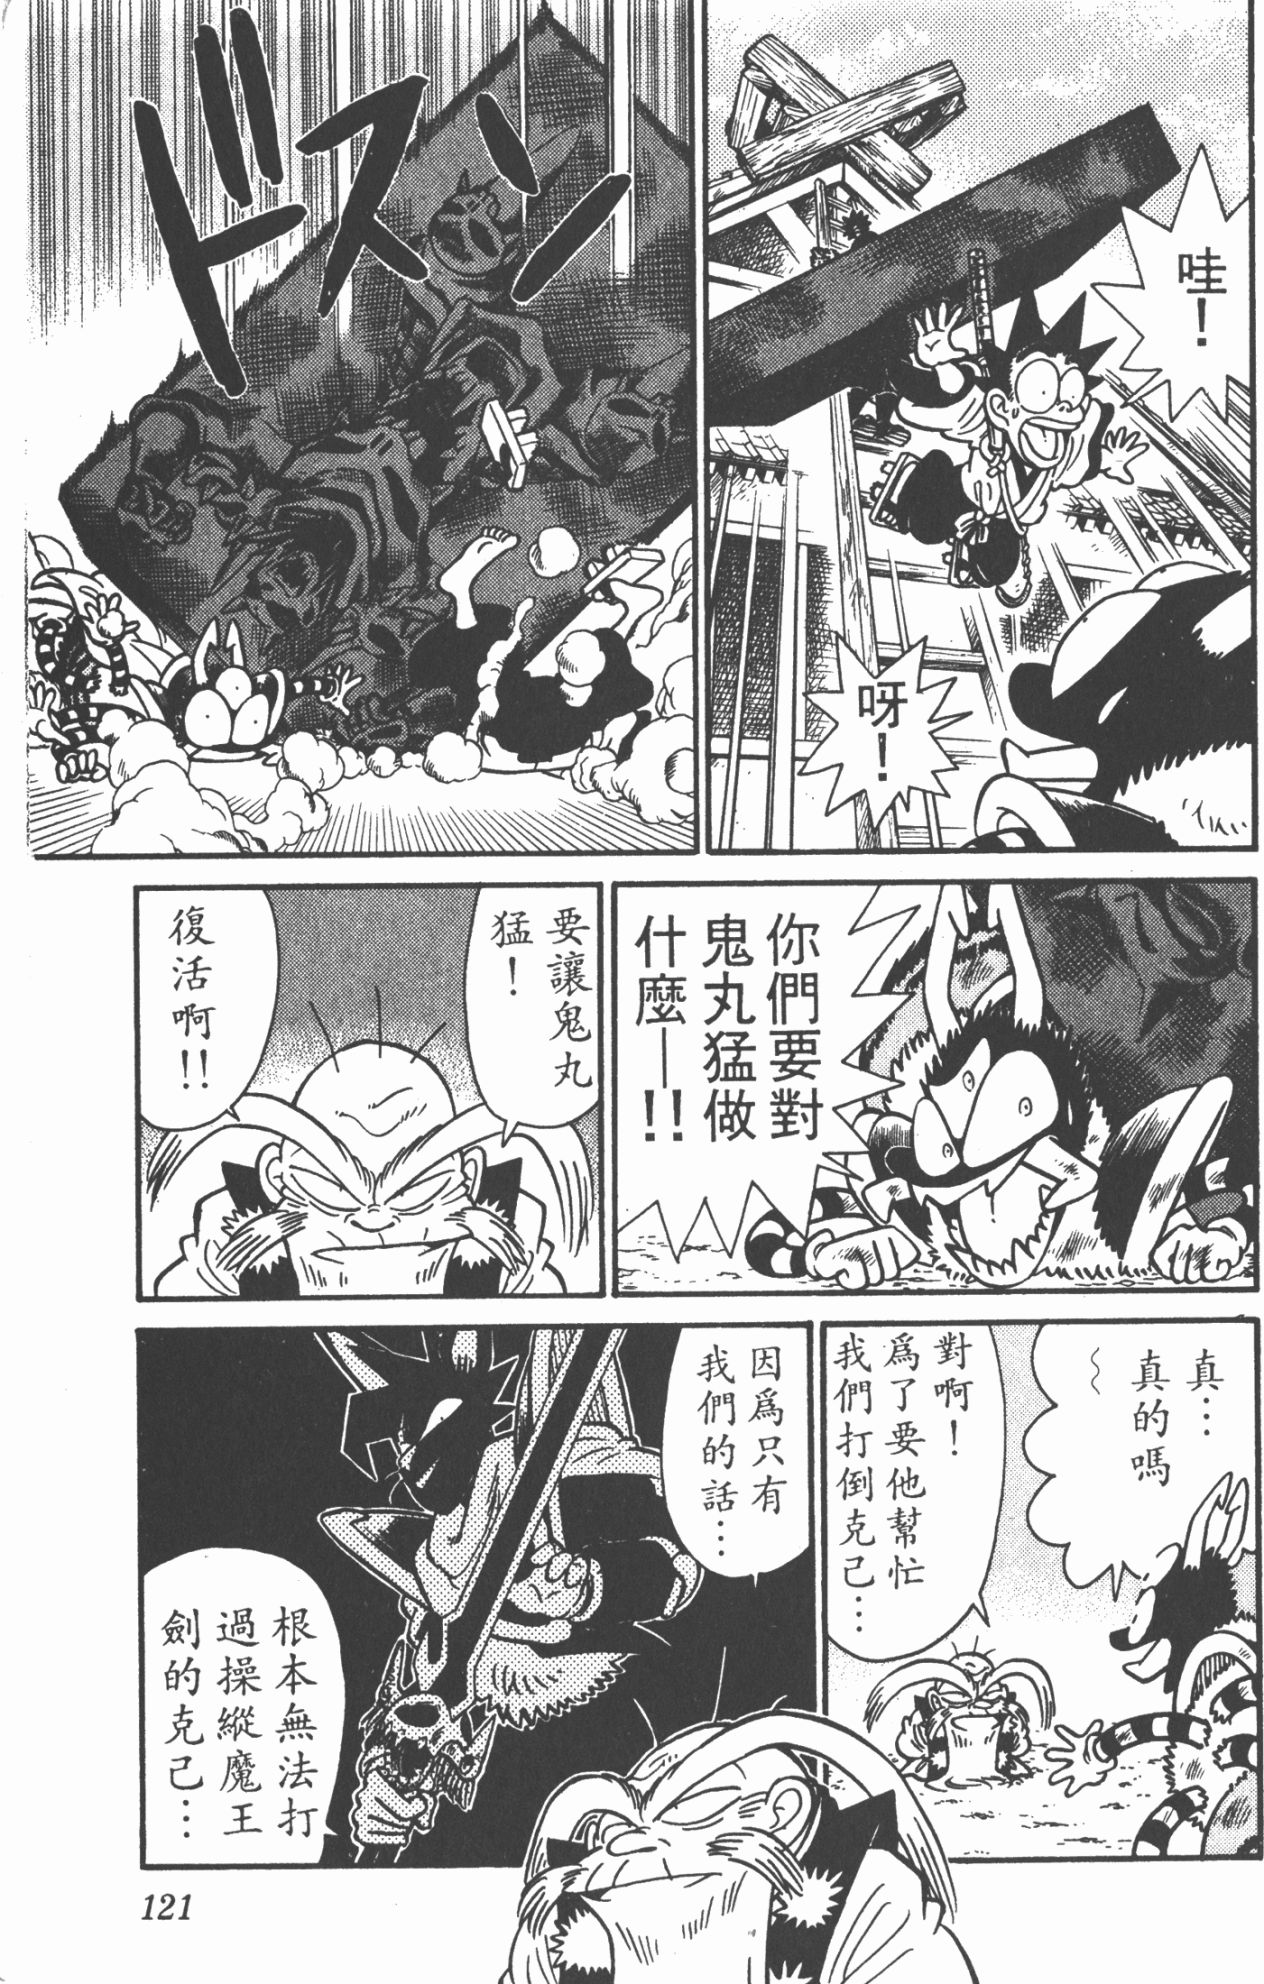 哇！
呀！
ドスン
你們要對
鬼丸猛做
什麼—!!
要讓鬼丸
猛！
復活啊!!
真…
真的嗎
～
對啊！
爲了要他幫忙
我們打倒克己…
因爲只有
我們的話…
根本無法打
過操縱魔王
劍的克己…
121